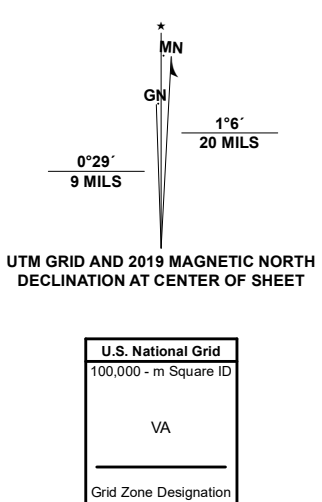 MN
GN
1°6´
20 MILS
0°29´
9 MILS
UTM GRID AND 2019 MAGNETIC NORTH
DECLINATION AT CENTER OF SHEET
U.S. National Grid
100,000 - m Square ID
VA
Grid Zone Designation